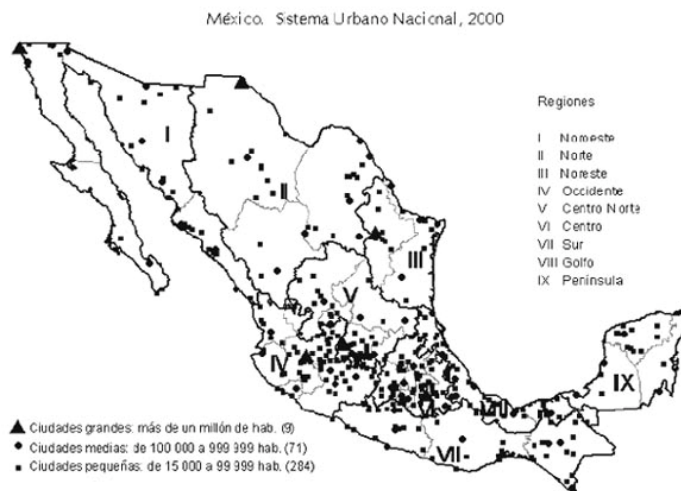 México. Sistema Urbano Nacional, 2000
Regiones
I Noroeste
II Norte
III Noreste
IV Occidente
V Centro Norte
VI Centro
VII Sur
VIII Golfo
IX Península
I
II
III
V
IV
VI
VIII
IX
VII
▲ Ciudades grandes: más de un millón de hab. (9)
● Ciudades medias: de 100 000 a 999 999 hab. (71)
■ Ciudades pequeñas: de 15 000 a 99 999 hab. (284)